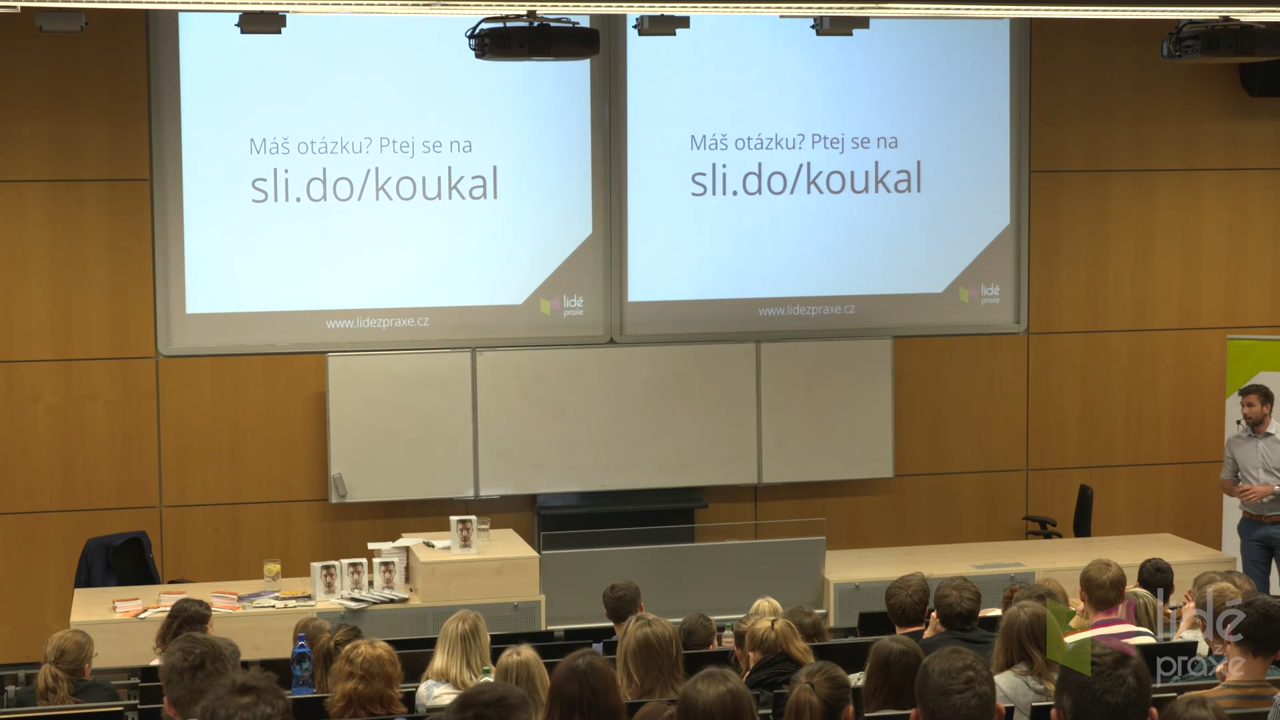 Máš otázku? Ptej se na
sli.do/koukal
lidé
praxe
www.lidezpraxe.cz
Máš otázku? Ptej se na
sli.do/koukal
lidé
praxe
www.lidezpraxe.cz
lidé
praxe